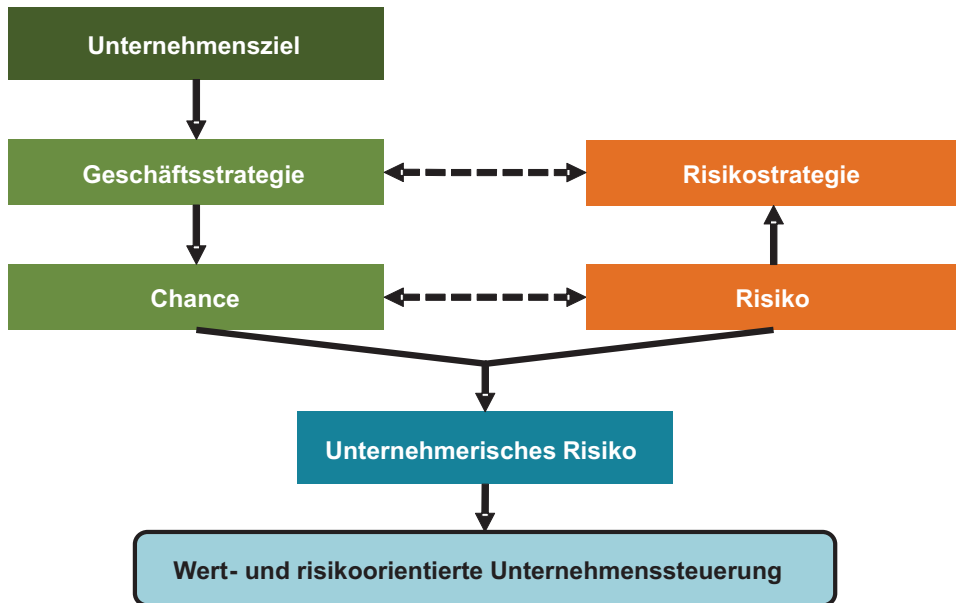 Unternehmensziel
Geschäftsstrategie
Risikostrategie
Chance
Risiko
Unternehmerisches Risiko
Wert- und risikoorientierte Unternehmenssteuerung